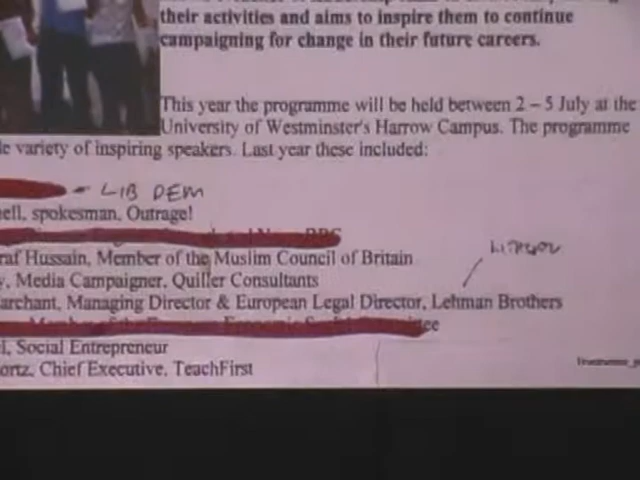 their activities and aims to inspire them to continue
campaigning for change in their future careers.
This year the programme will be held between 2 – 5 July at the
University of Westminster's Harrow Campus. The programme
variety of inspiring speakers. Last year these included:
- LIB DEM
ell, spokesman, Outrage!
raf Hussain, Member of the Muslim Council of Britain
y, Media Campaigner, Quiller Consultants
archant, Managing Director & European Legal Director, Lehman Brothers
i, Social Entrepreneur
ortz, Chief Executive, TeachFirst